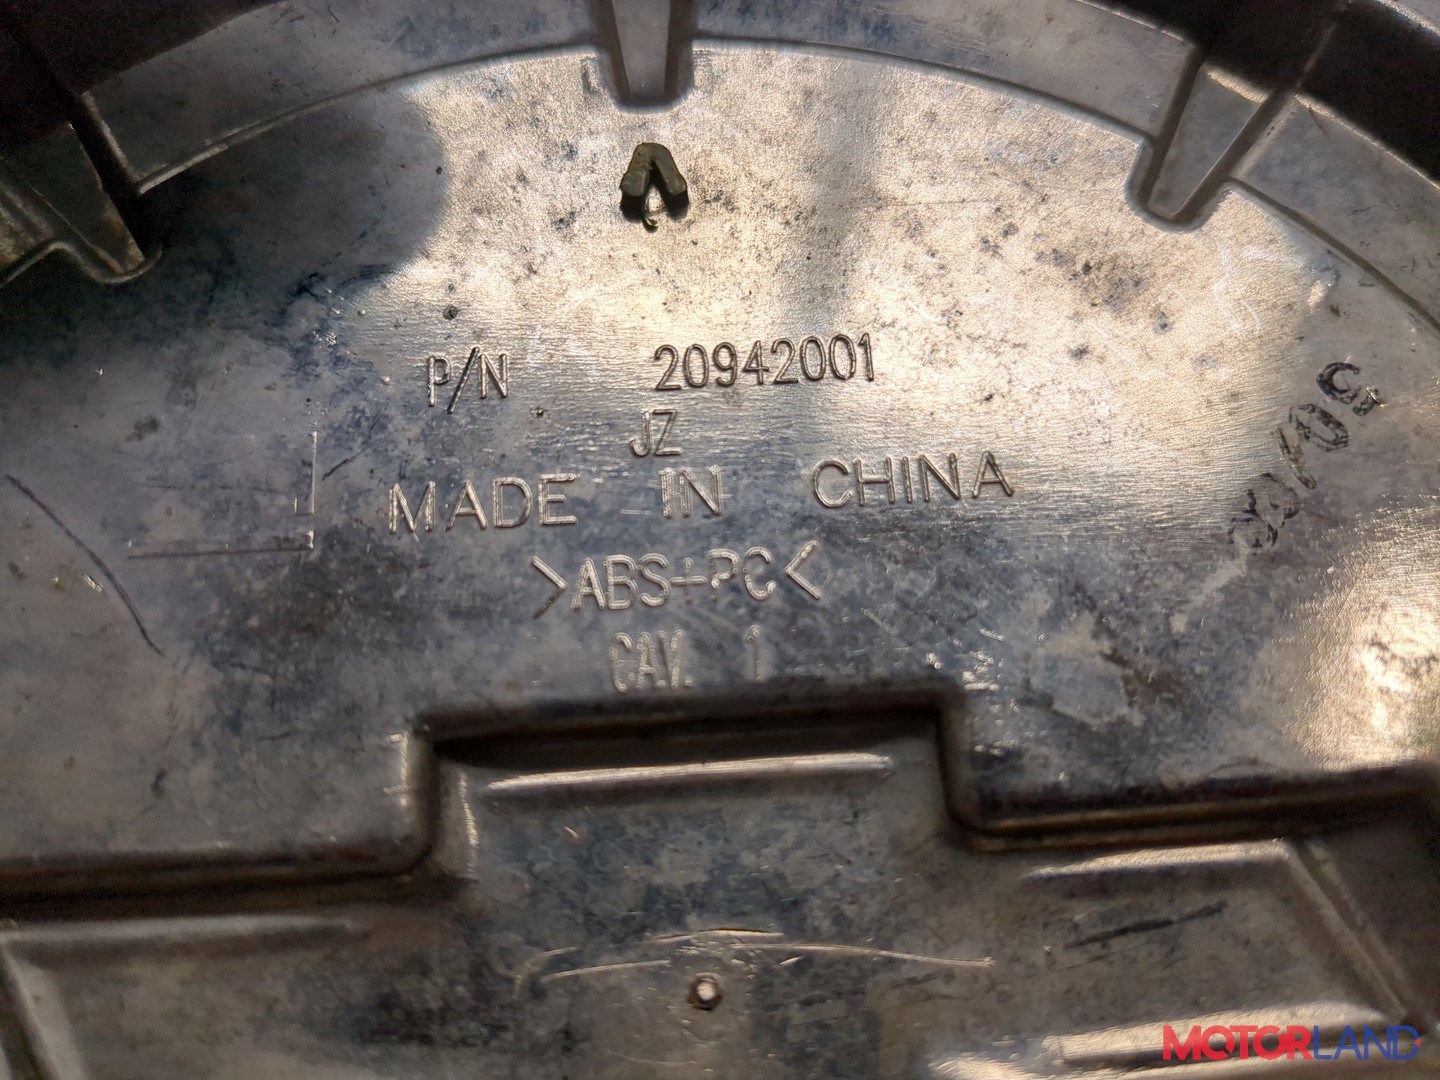 P/N 20942001
JZ
MADE IN CHINA
>ABS+PC<
CAV. 1
MOTORLAND